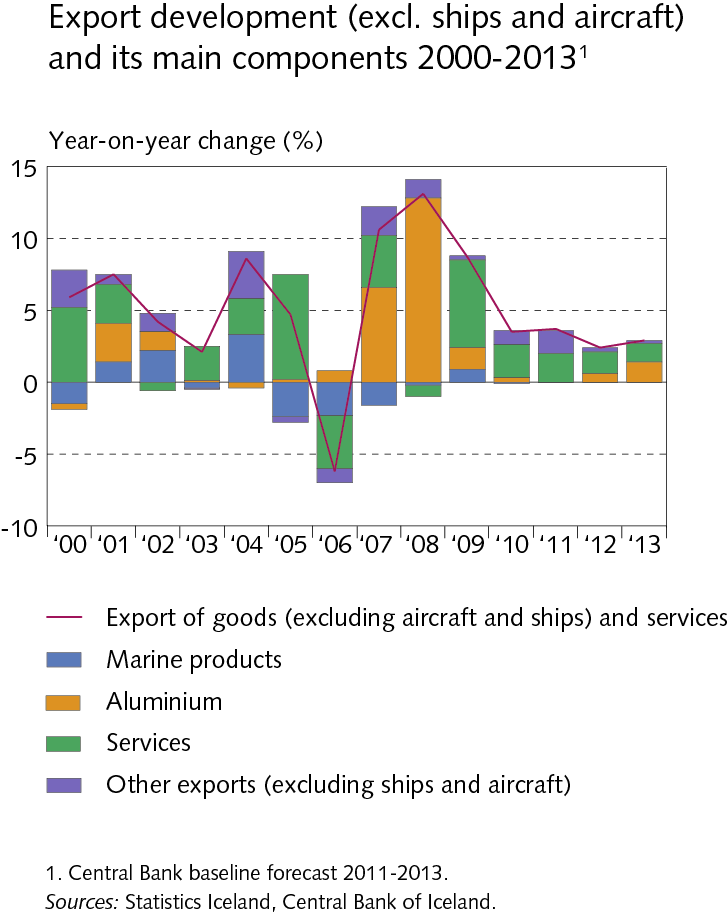 Export development (excl. ships and aircraft)
and its main components 2000-2013¹
Year-on-year change (%)
15
10
5
0
-5
-10
‘00 ‘01 ‘02 ‘03 ‘04 ‘05 ‘06 ‘07 ‘08 ‘09 ‘10 ‘11 ‘12 ‘13
Export of goods (excluding aircraft and ships) and services
Marine products
Aluminium
Services
Other exports (excluding ships and aircraft)
1. Central Bank baseline forecast 2011-2013.
Sources: Statistics Iceland, Central Bank of Iceland.